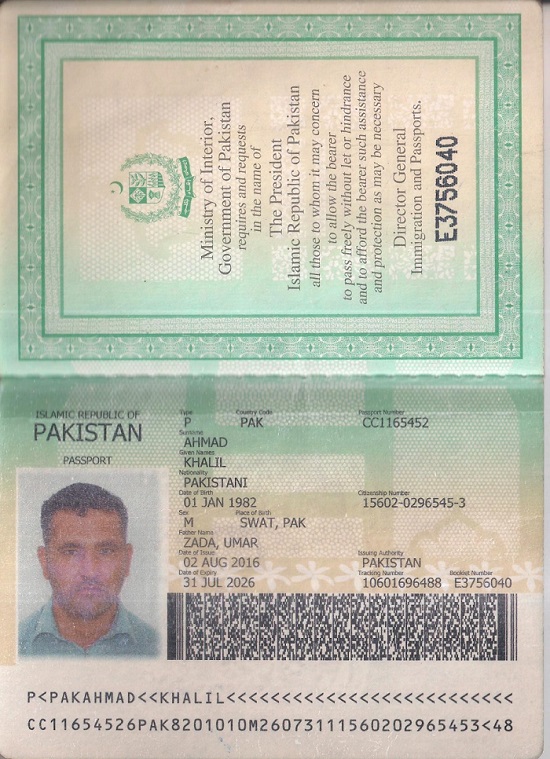 Ministry of Interior,
Government of Pakistan
requires and requests
in the name of
The President
Islamic Republic of Pakistan
all those to whom it may concern
to allow the bearer
to pass freely without let or hindrance
and to afford the bearer such assistance
and protection as may be necessary
Director General
Immigration and Passports.
E3756040
ISLAMIC REPUBLIC OF
PAKISTAN
PASSPORT
Type Country Code Passport Number
P PAK CC1165452
Surname
AHMAD
Given Names
KHALIL
Nationality
PAKISTANI
Date of Birth Citizenship Number
01 JAN 1982 15602-0296545-3
Sex Place of Birth
M SWAT, PAK
Father Name
ZADA, UMAR
Date of Issue Issuing Authority
02 AUG 2016 PAKISTAN
Date of Expiry Tracking Number Booklet Number
31 JUL 2026 10601696488 E3756040
P<PAKAHMAD<<KHALIL<<<<<<<<<<<<<<<<<<<<<<<<<<
CC11654526PAK8201010M26073111560202965453<48